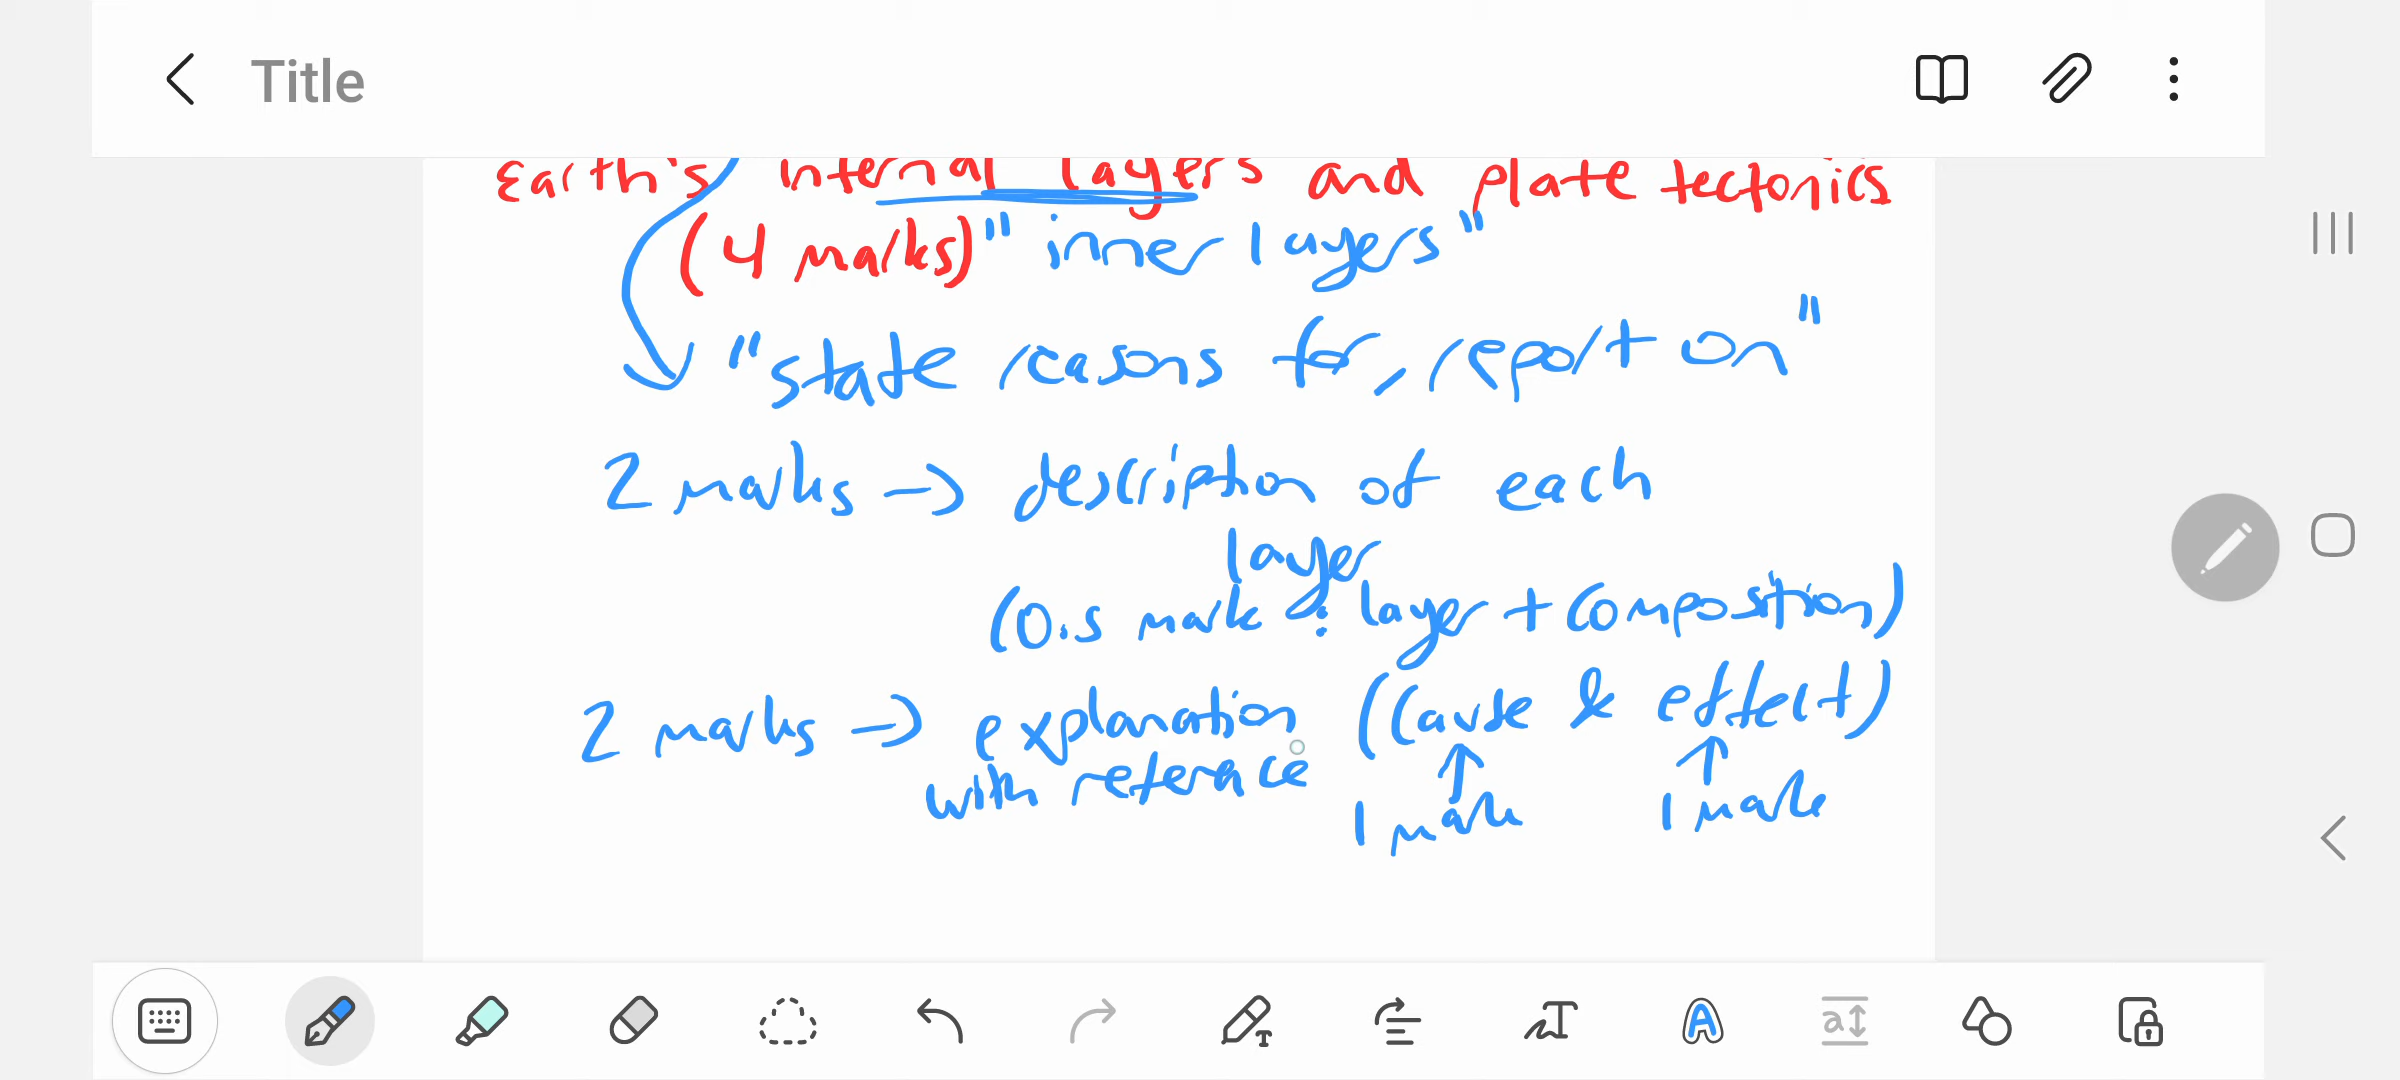 Title
Earth's internal layers and plate tectonics
(4 marks) "inner layers"
"state reasons for, report on"
2 marks → description of each
layer
(0.5 mark : layer + composition)
2 marks → explanation (cause & effect)
with reference ↑ ↑
1 mark 1 mark